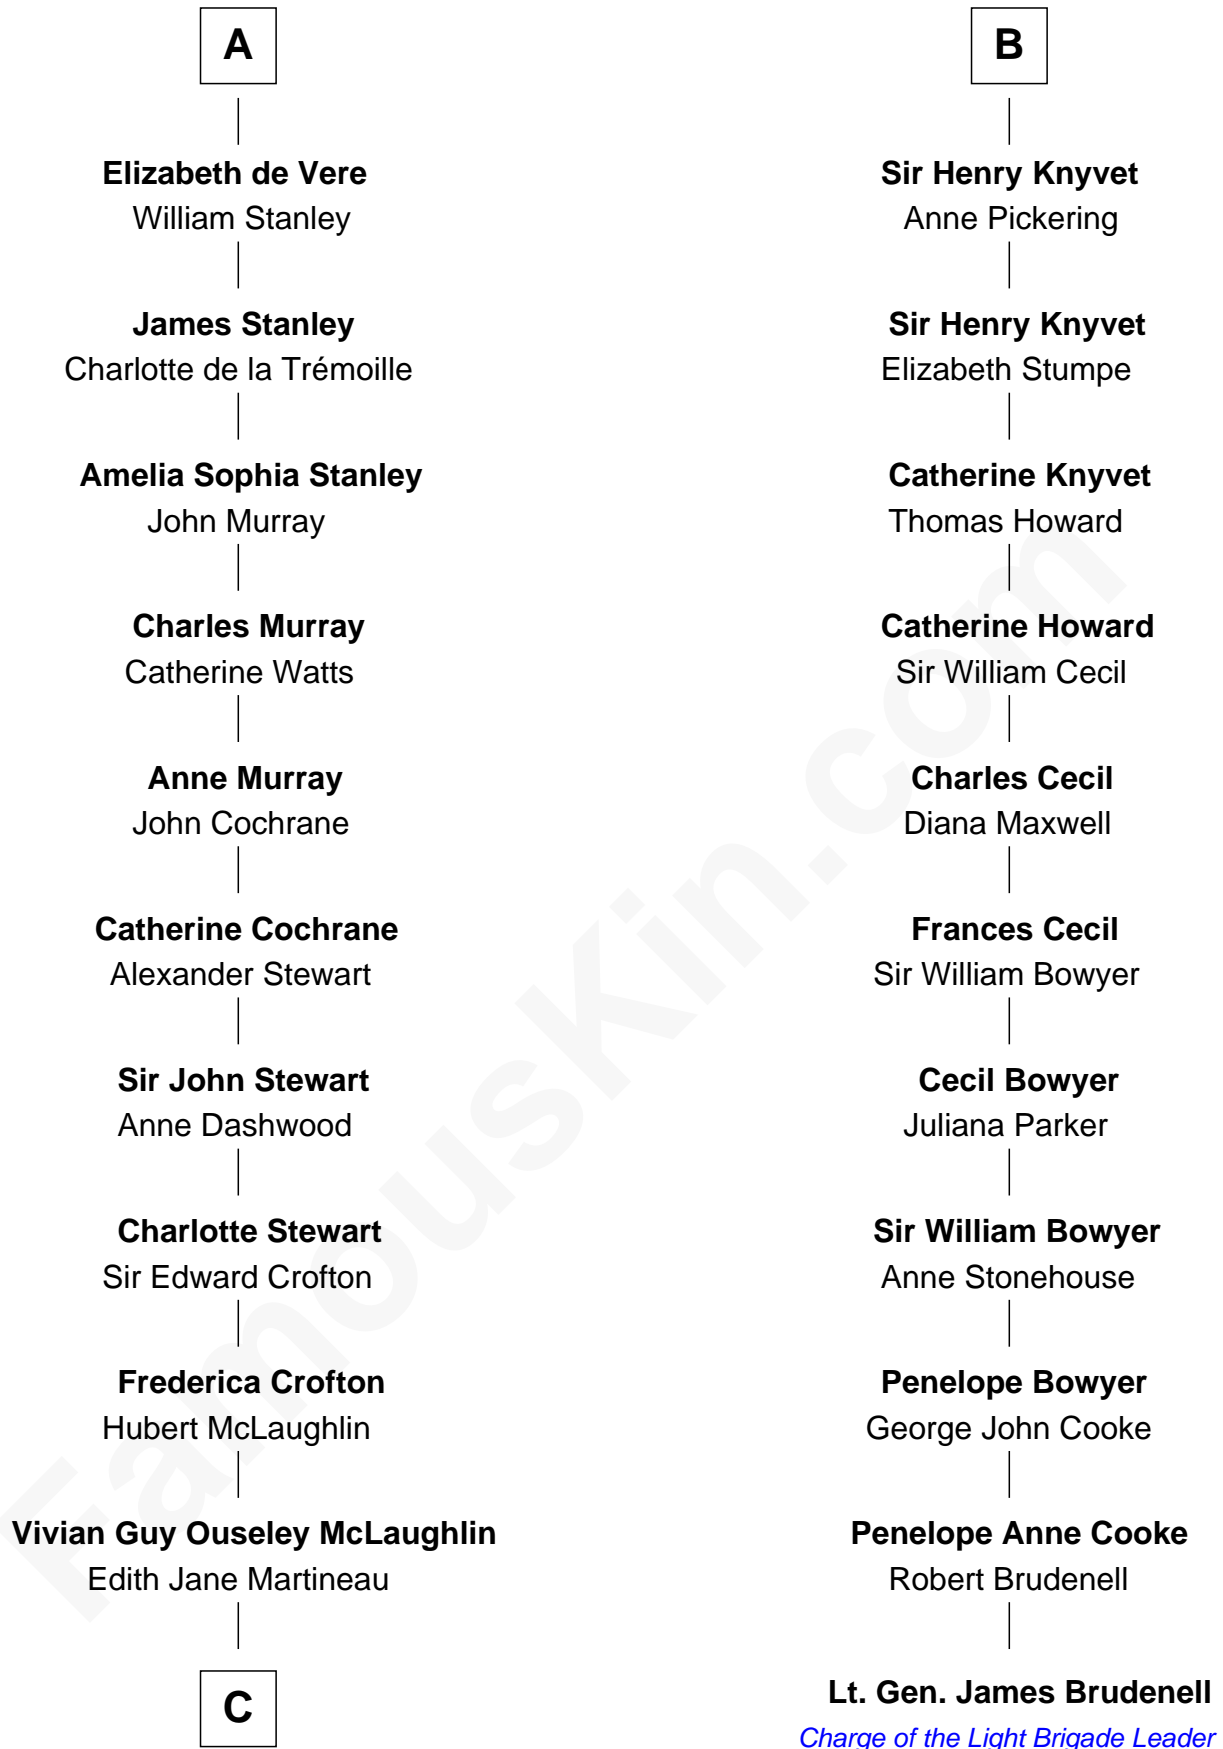 A
Elizabeth de Vere
William Stanley
James Stanley
Charlotte de la Trémoille
Amelia Sophia Stanley
John Murray
Charles Murray
Catherine Watts
Anne Murray
John Cochrane
Catherine Cochrane
Alexander Stewart
Sir John Stewart
Anne Dashwood
Charlotte Stewart
Sir Edward Crofton
Frederica Crofton
Hubert McLaughlin
Vivian Guy Ouseley McLaughlin
Edith Jane Martineau
C
B
Sir Henry Knyvet
Anne Pickering
Sir Henry Knyvet
Elizabeth Stumpe
Catherine Knyvet
Thomas Howard
Catherine Howard
Sir William Cecil
Charles Cecil
Diana Maxwell
Frances Cecil
Sir William Bowyer
Cecil Bowyer
Juliana Parker
Sir William Bowyer
Anne Stonehouse
Penelope Bowyer
George John Cooke
Penelope Anne Cooke
Robert Brudenell
Lt. Gen. James Brudenell
Charge of the Light Brigade Leader
FamousKin.com